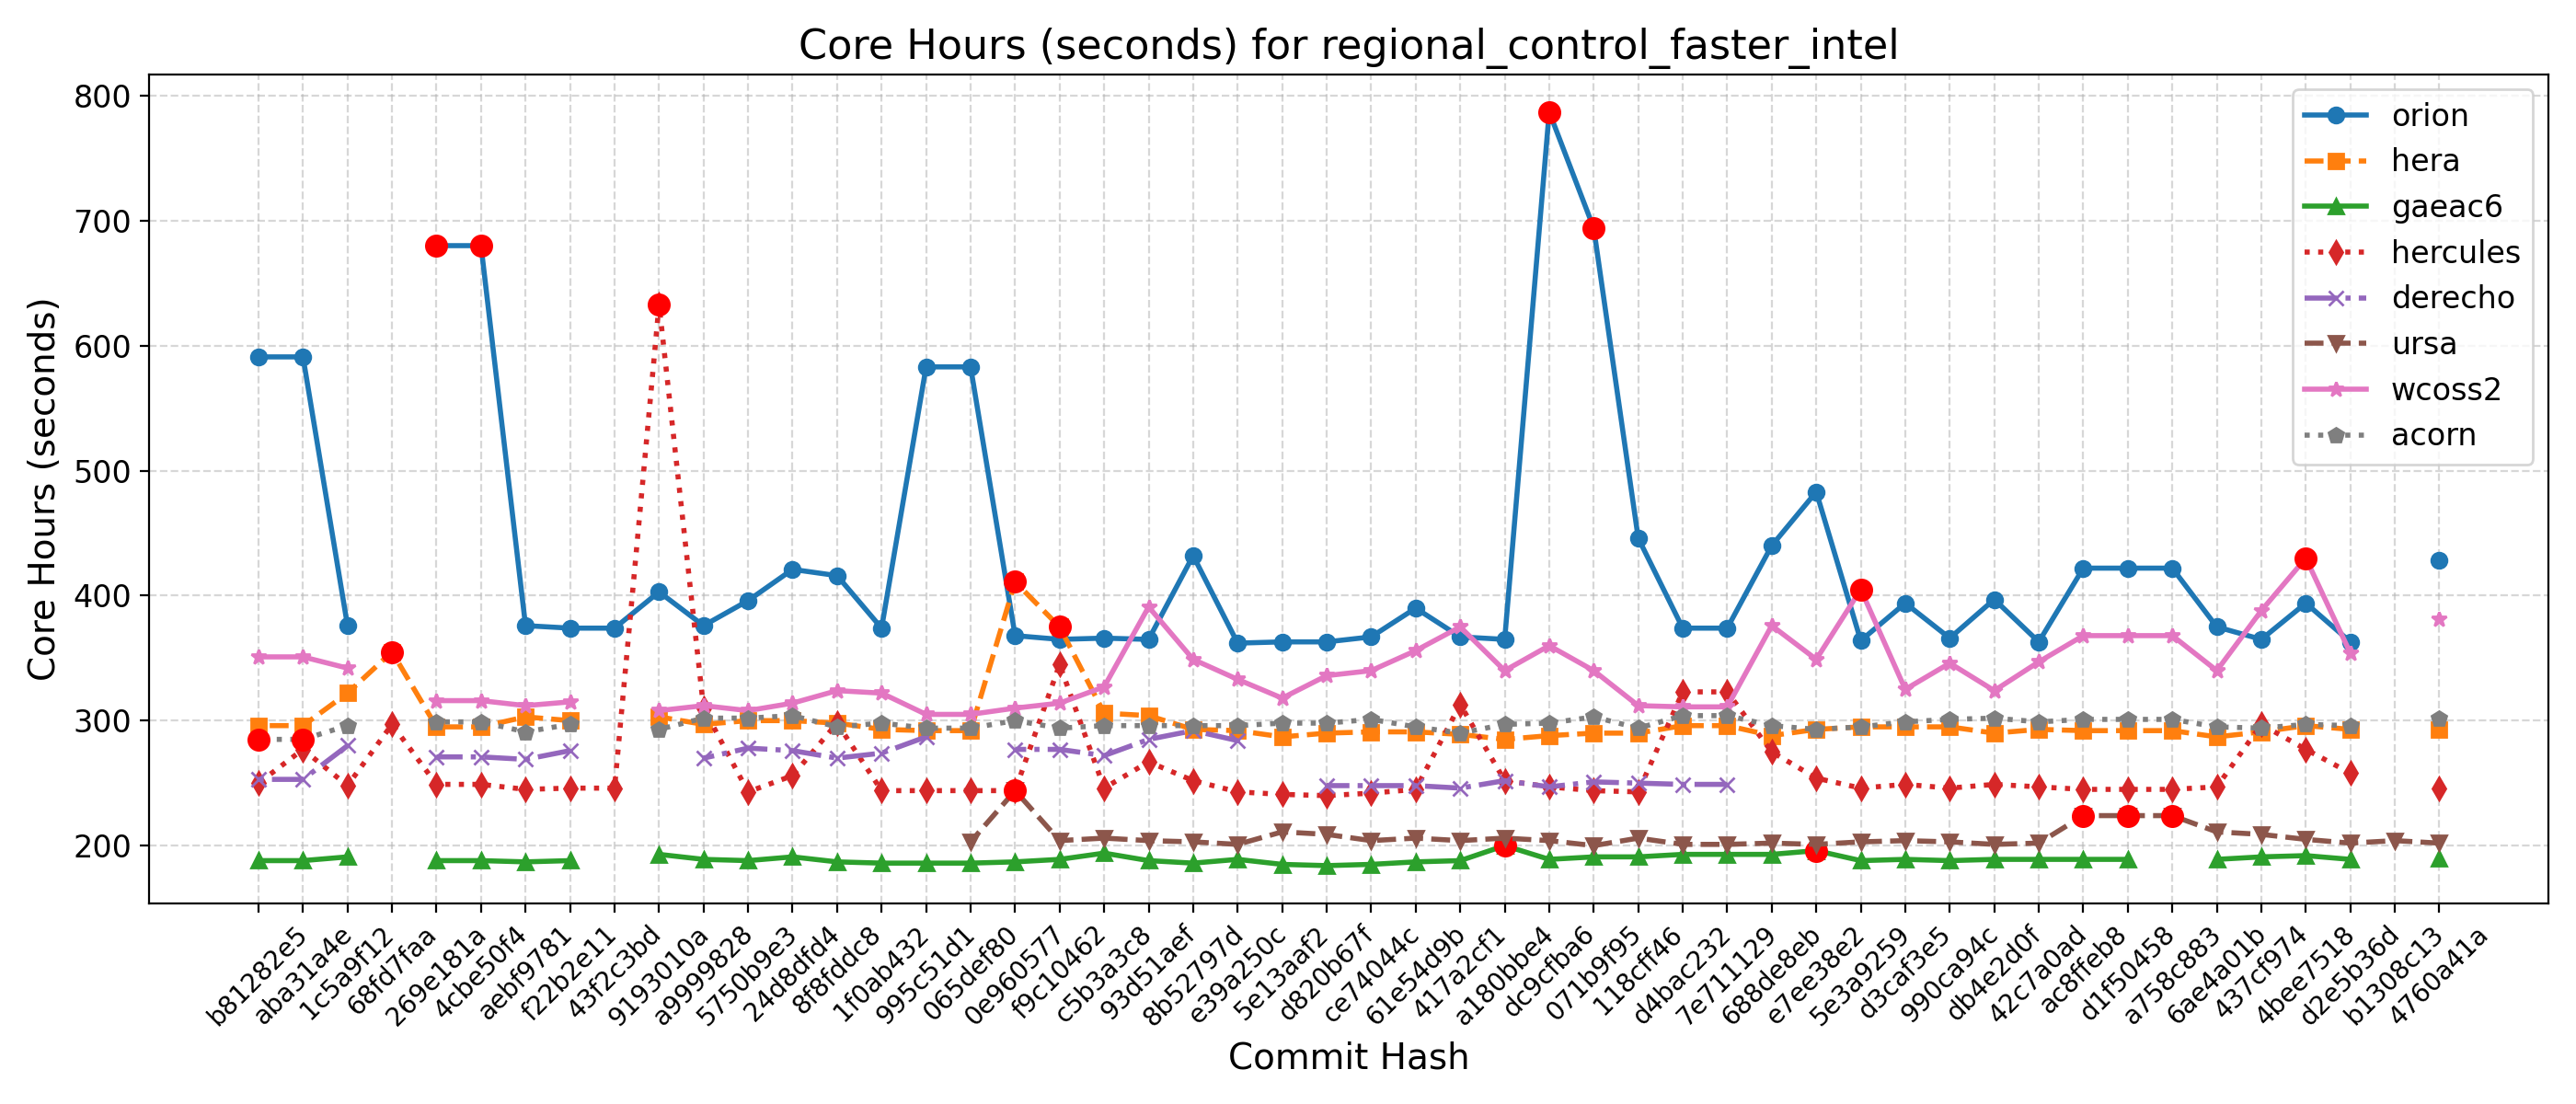 Core Hours (seconds) for regional_control_faster_intel
Core Hours (seconds)
800
700
600
500
400
300
200
orion
hera
gaeac6
hercules
derecho
ursa
wcoss2
acorn
b81282e5
aba31a4e
1c5a9f12
68fd7faa
269e181a
4cbe50f4
aebf9781
f22b2e11
43f2c3bd
9193010a
a9999828
5750b9e3
24d8dfd4
8f8fddc8
1f0ab432
995c51d1
065def80
0e960577
f9c10462
c5b3a3c8
93d51aef
8b52797d
e39a250c
5e13aaf2
d820b67f
ce74044c
61e54d9b
417a2cf1
a180bbe4
dc9cfba6
071b9f95
118cff46
d4bac232
7e711129
688de8eb
e7ee38e2
5e3a9259
d3caf3e5
990ca94c
db4e2d0f
42c7a0ad
ac8ffeb8
d1f50458
a758c883
6ae4a01b
437cf974
4bee7518
d2e5b36d
b1308c13
4760a41a
Commit Hash